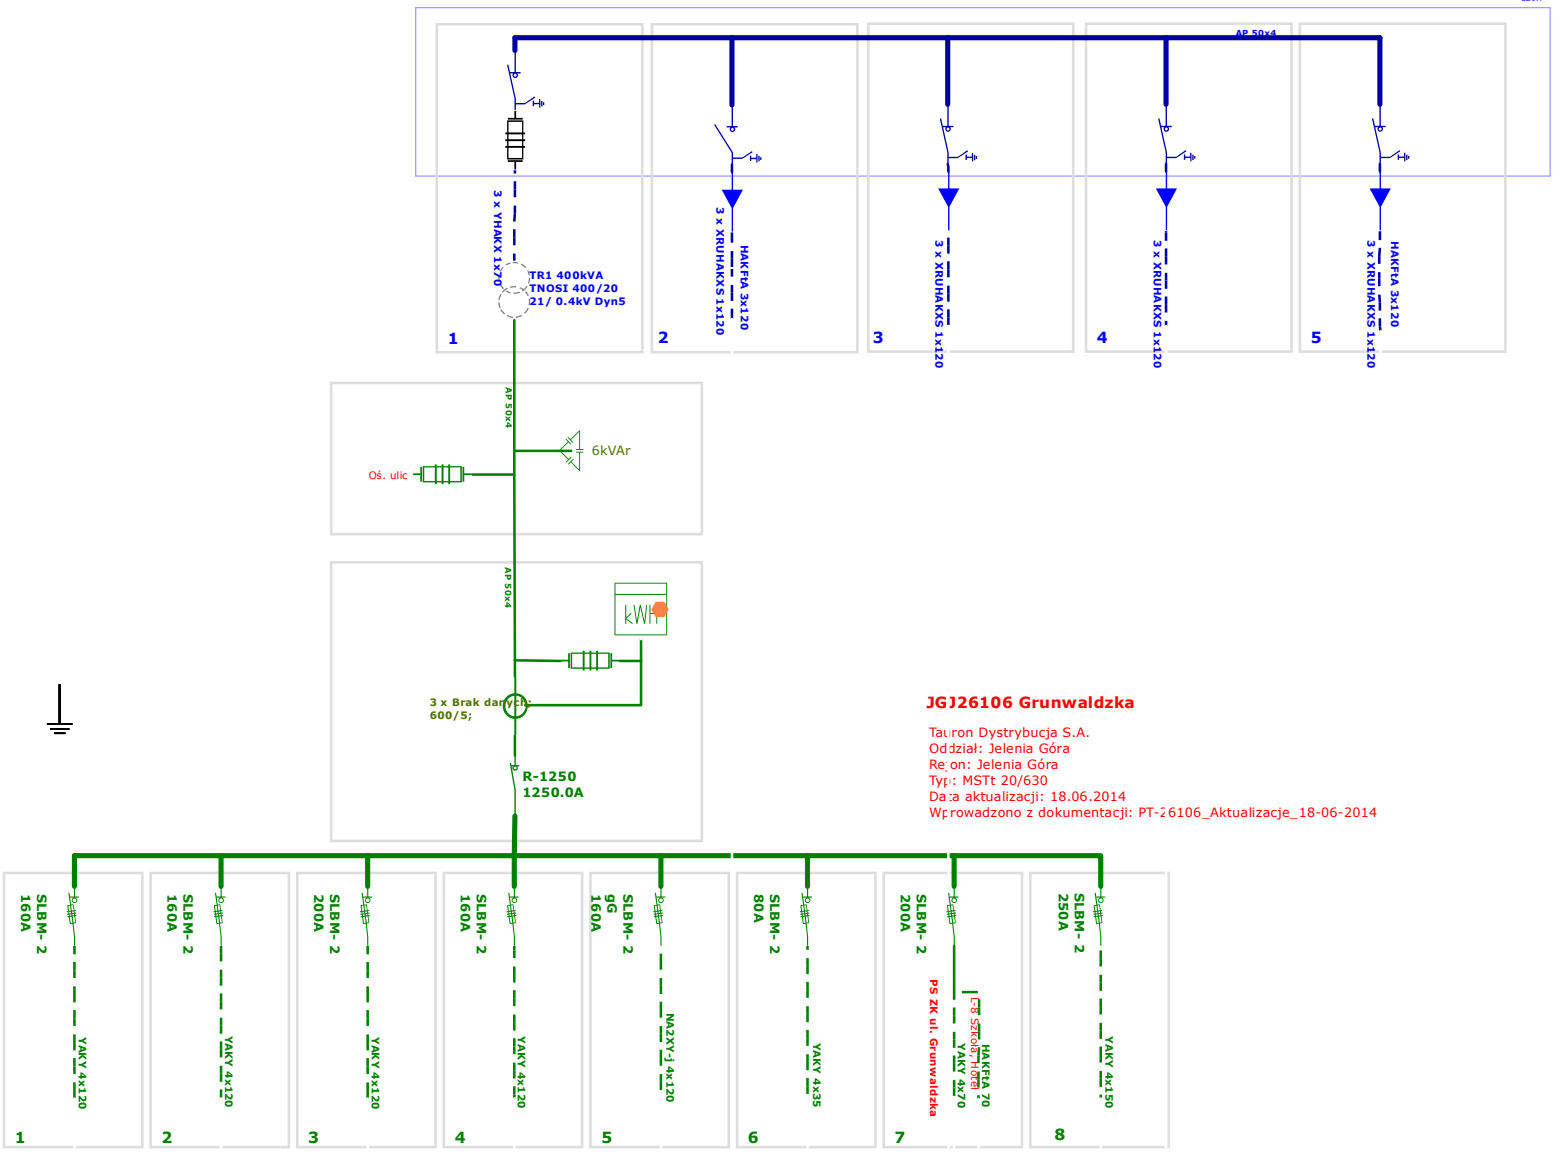 AP 50x4
3 x YHAKX 1x70
TR1 400kVA
TNOSI 400/20
21/ 0.4kV Dyn5
1
3 x XRUHAKXS 1x120
HAKFtA 3x120
2
3 x XRUHAKXS 1x120
3
3 x XRUHAKXS 1x120
4
3 x XRUHAKXS 1x120
HAKFtA 3x120
5
AP 50x4
6kVAr
Oś. ulic
AP 50x4
kWH
3 x Brak danych;
600/5;
R-1250
1250.0A
JGJ26106 Grunwaldzka
Tauron Dystrybucja S.A.
Oddział: Jelenia Góra
Rejon: Jelenia Góra
Typ: MSTt 20/630
Data aktualizacji: 18.06.2014
Wprowadzono z dokumentacji: PT-26106_Aktualizacje_18-06-2014
SLBM- 2
160A
YAKY 4x120
1
SLBM- 2
160A
YAKY 4x120
2
SLBM- 2
200A
YAKY 4x120
3
SLBM- 2
160A
YAKY 4x120
4
SLBM- 2
gG
160A
NA2XY-j 4x120
5
SLBM- 2
80A
YAKY 4x35
6
SLBM- 2
200A
PS ZK ul. Grunwaldzka
YAKY 4x70
L-8 Szkoła, Hotel
HAKFtA 70
7
SLBM- 2
250A
YAKY 4x150
8